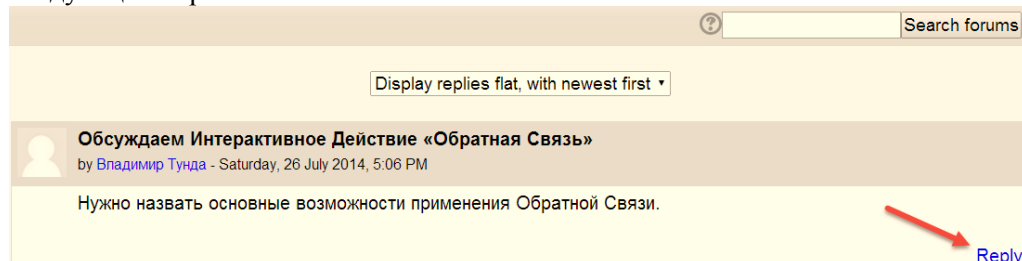 Search forums
Display replies flat, with newest first
Обсуждаем Интерактивное Действие «Обратная Связь»
by Владимир Тунда - Saturday, 26 July 2014, 5:06 PM
Нужно назвать основные возможности применения Обратной Связи.
Reply